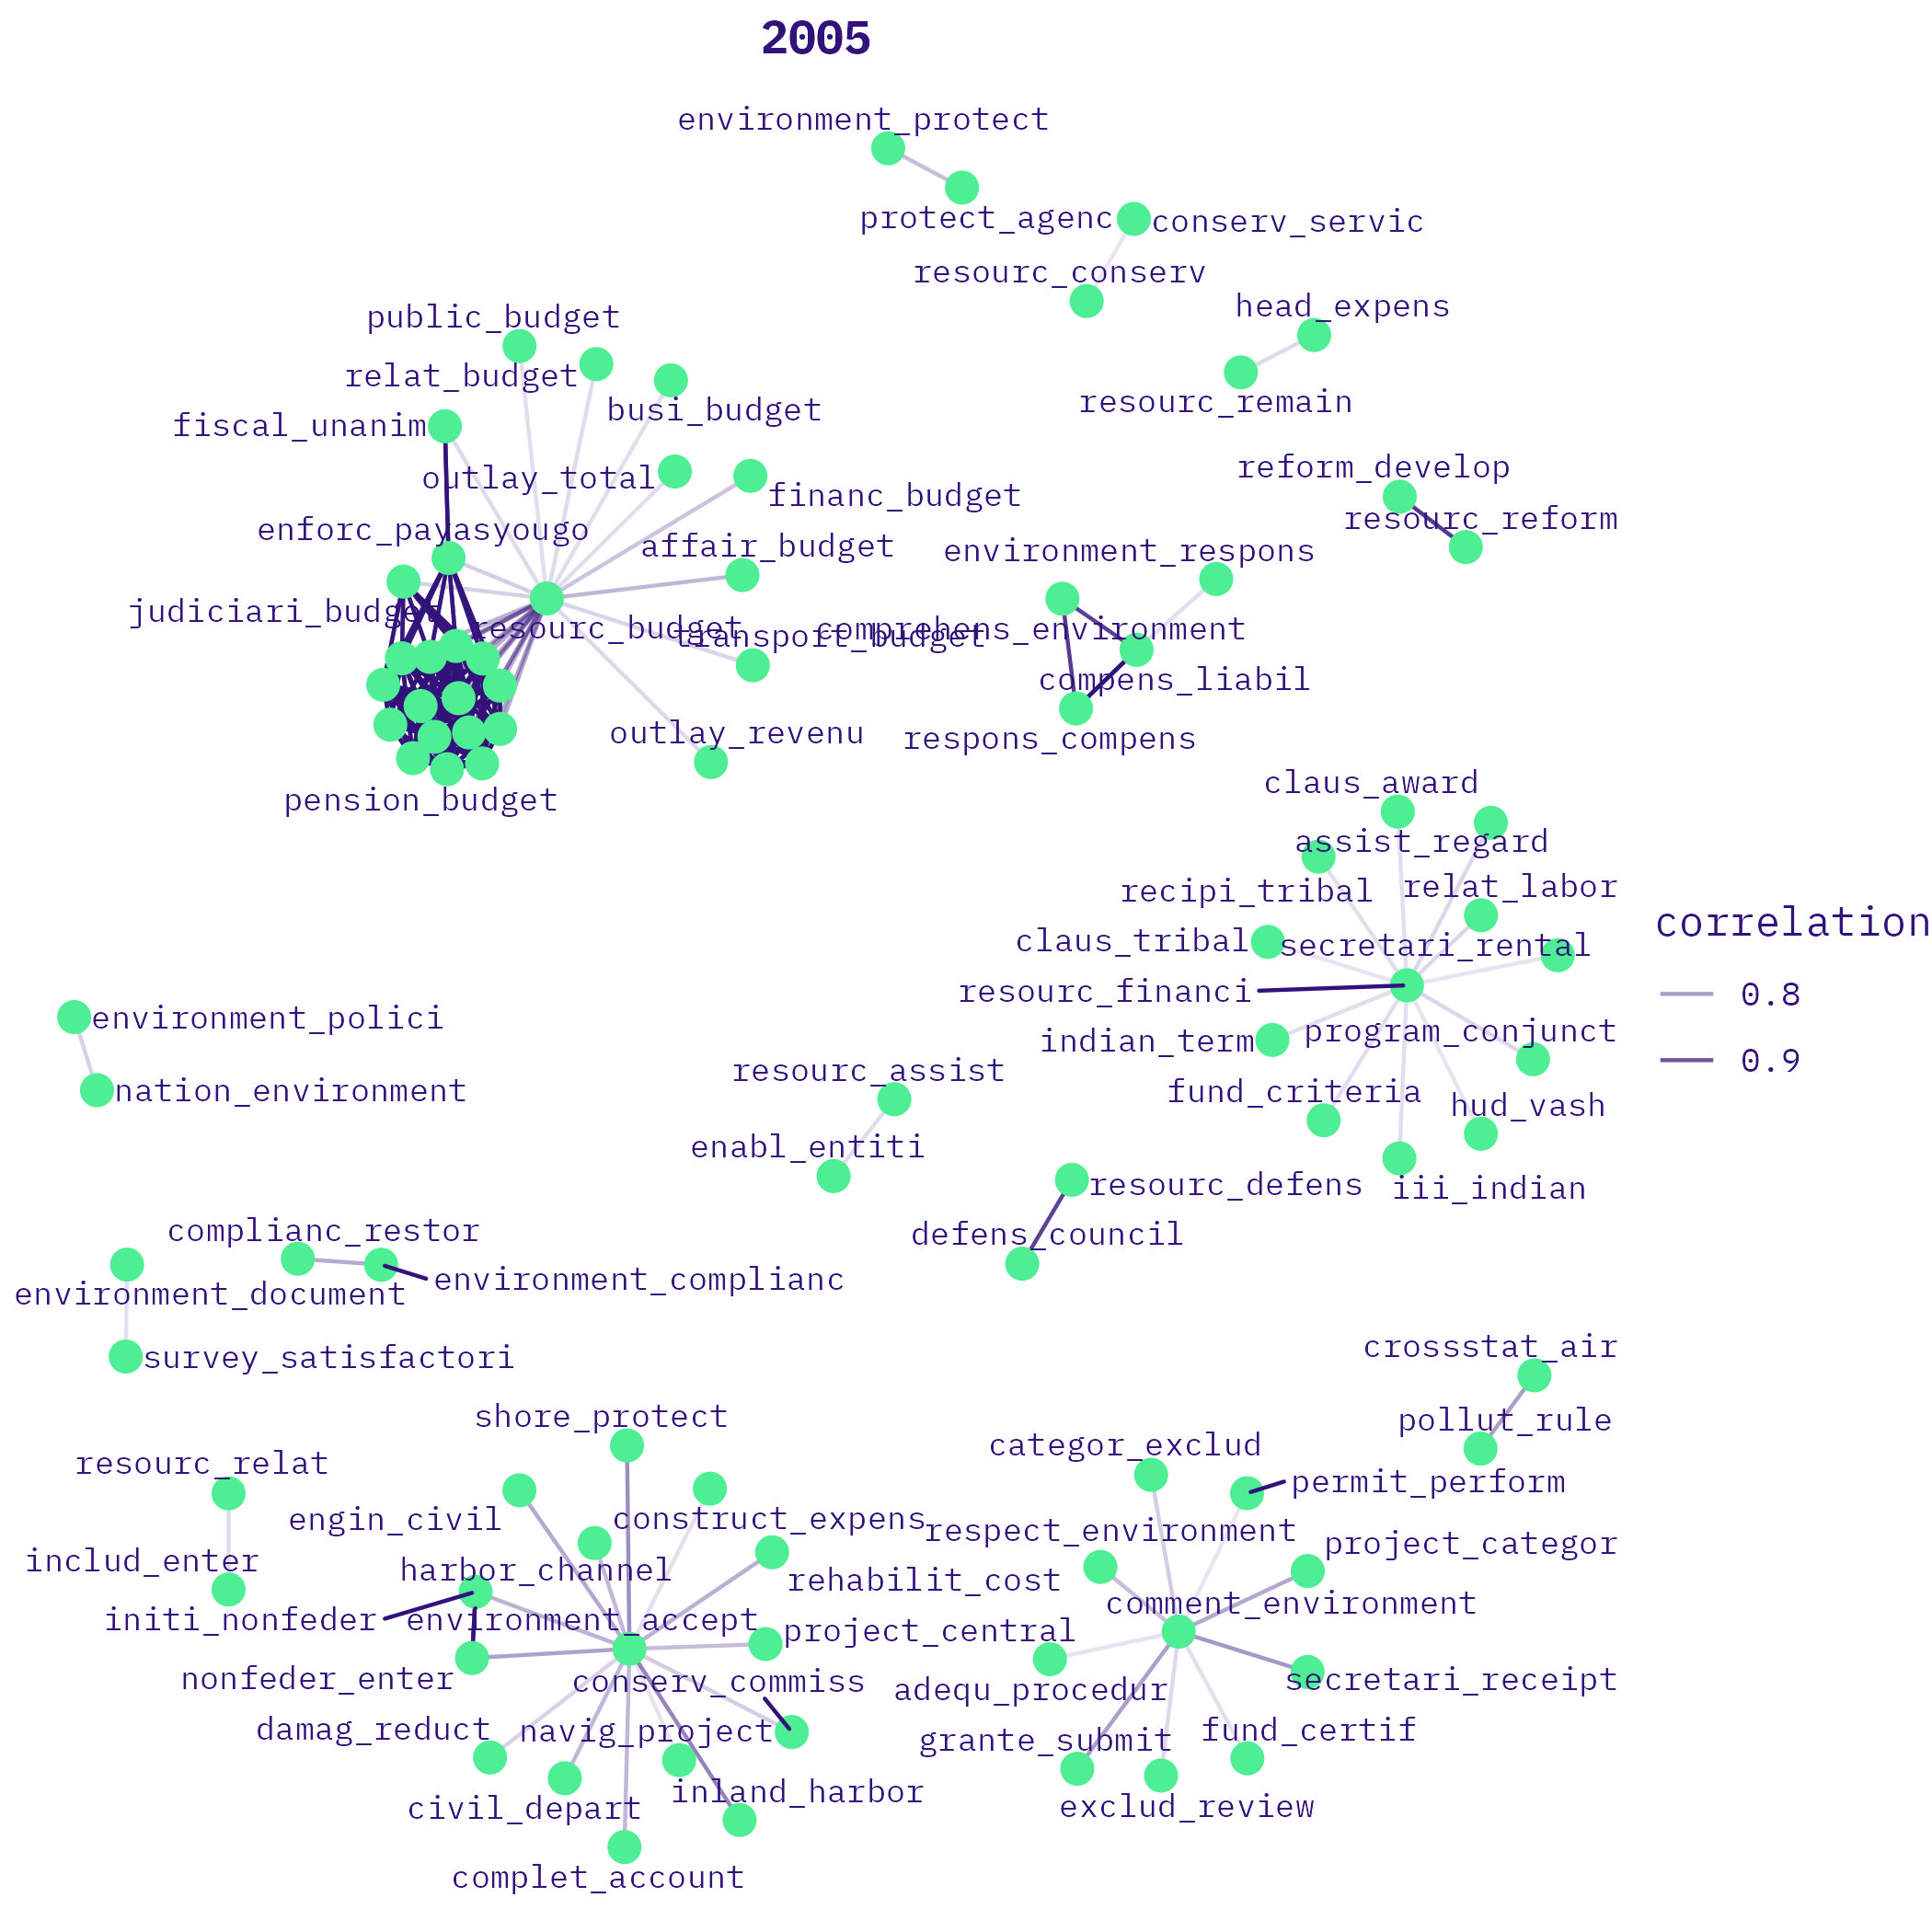 2005
environment_protect
protect_agenc
conserv_servic
resourc_conserv
head_expens
public_budget
relat_budget
resourc_remain
busi_budget
fiscal_unanim
reform_develop
outlay_total
financ_budget
resourc_reform
enforc_payasyougo
affair_budget
environment_respons
judiciari_budget
resourc_budget
transport_budget
comprehens_environment
compens_liabil
outlay_revenu
respons_compens
claus_award
pension_budget
assist_regard
recipi_tribal
relat_labor
correlation
claus_tribal
secretari_rental
resourc_financi
0.8
environment_polici
program_conjunct
indian_term
0.9
resourc_assist
nation_environment
fund_criteria
hud_vash
enabl_entiti
resourc_defens
iii_indian
complianc_restor
defens_council
environment_complianc
environment_document
crossstat_air
survey_satisfactori
shore_protect
pollut_rule
categor_exclud
resourc_relat
permit_perform
engin_civil
construct_expens
respect_environment
project_categor
includ_enter
harbor_channel
rehabilit_cost
comment_environment
initi_nonfeder
environment_accept
project_central
nonfeder_enter
conserv_commiss
adequ_procedur
secretari_receipt
damag_reduct
navig_project
grante_submit
fund_certif
inland_harbor
civil_depart
exclud_review
complet_account